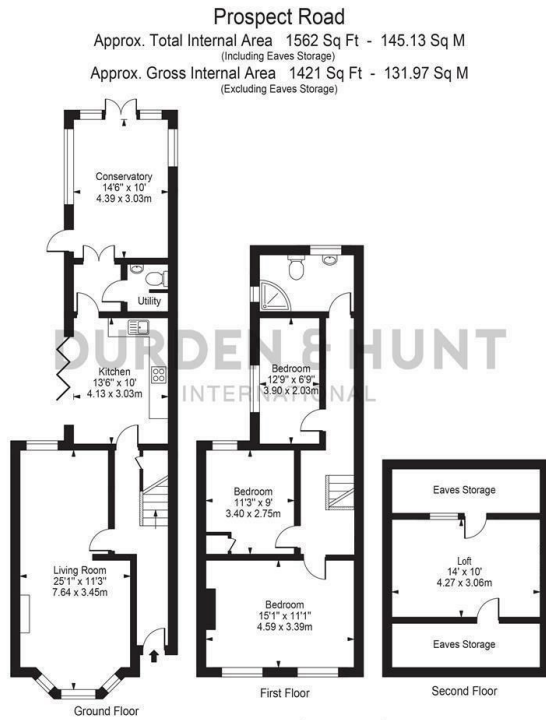 Prospect Road
Approx. Total Internal Area 1562 Sq Ft - 145.13 Sq M
(Including Eaves Storage)
Approx. Gross Internal Area 1421 Sq Ft - 131.97 Sq M
(Excluding Eaves Storage)
Conservatory
14'6" x 10'
4.39 x 3.03m
Utility
DURDEN & HUNT
INTERNATIONAL
Kitchen
13'6" x 10'
4.13 x 3.03m
Bedroom
12'9" x 6'9"
3.90 x 2.03m
Bedroom
11'3" x 9'
3.40 x 2.75m
Eaves Storage
Living Room
25'1" x 11'3"
7.64 x 3.45m
Loft
14' x 10'
4.27 x 3.06m
Bedroom
15'1" x 11'1"
4.59 x 3.39m
Eaves Storage
Ground Floor
First Floor
Second Floor